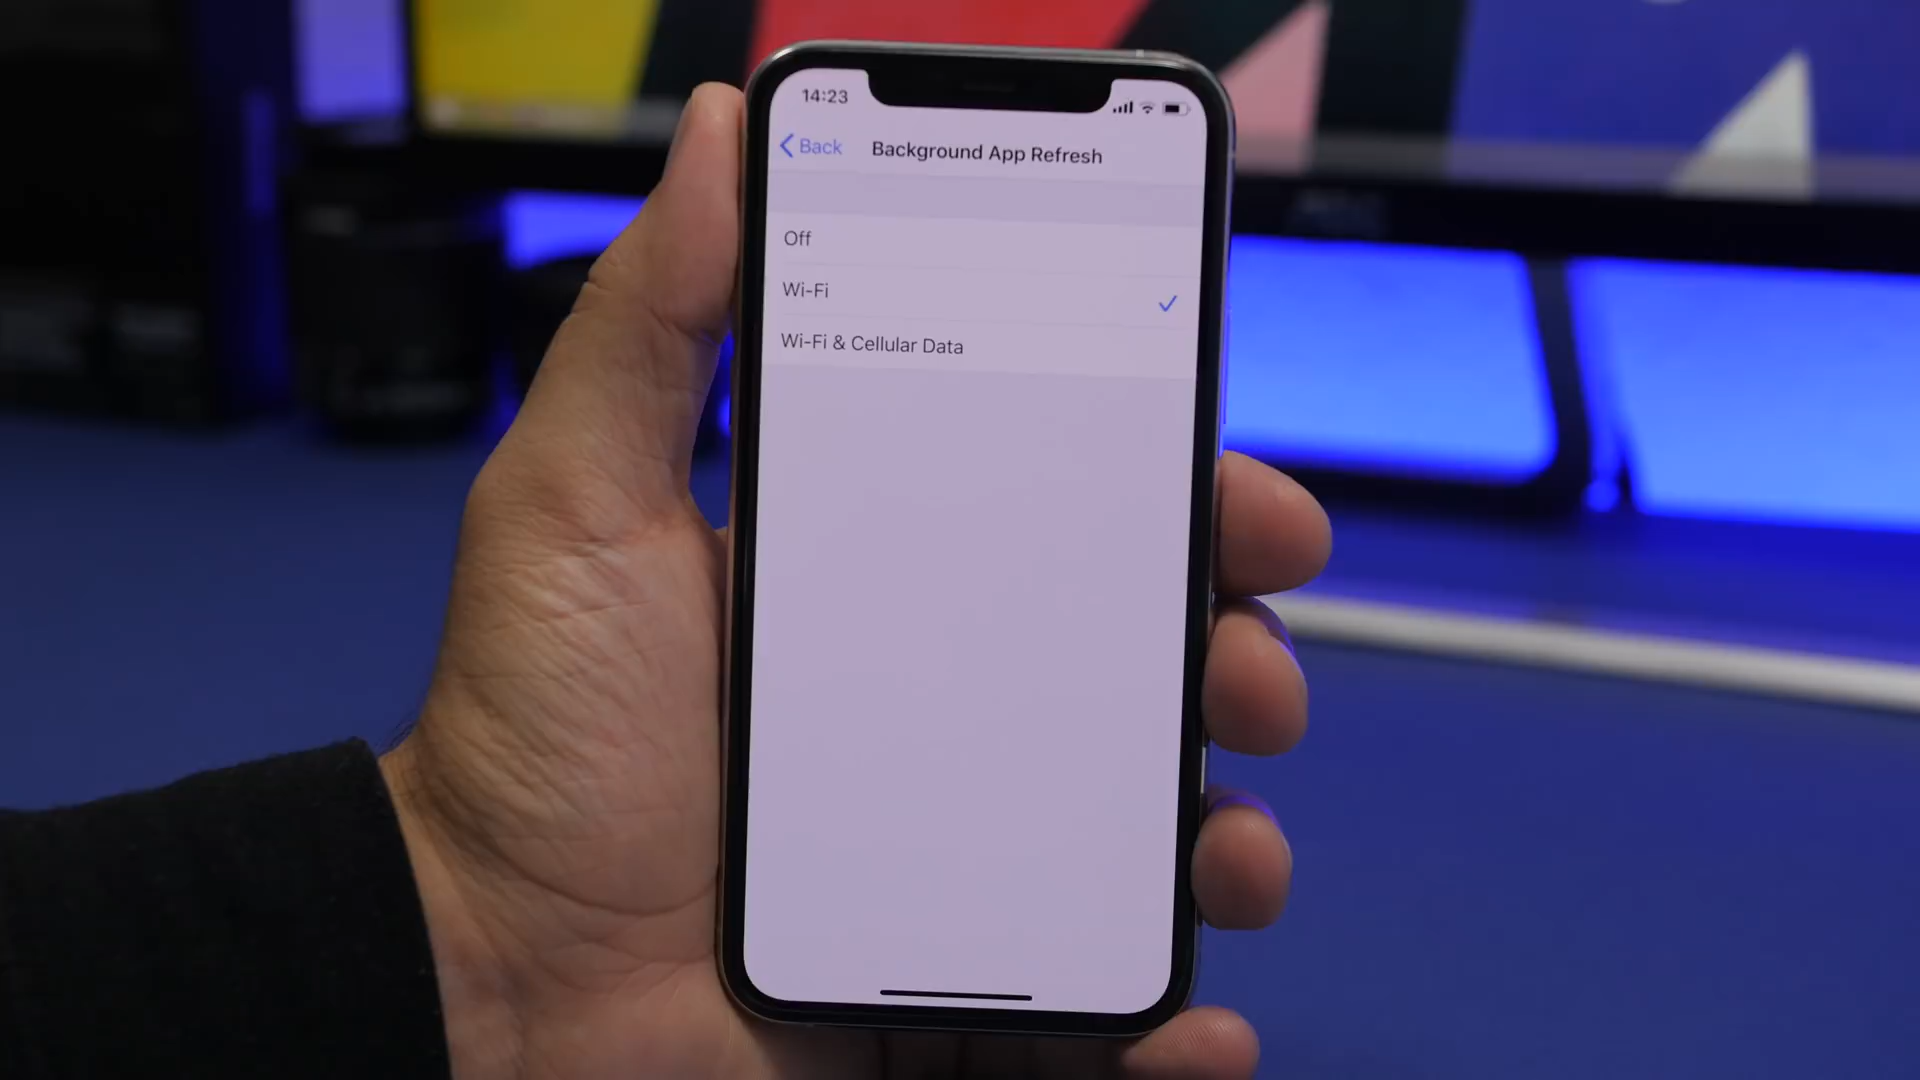 14:23
Back
Background App Refresh
Off
Wi-Fi
Wi-Fi & Cellular Data